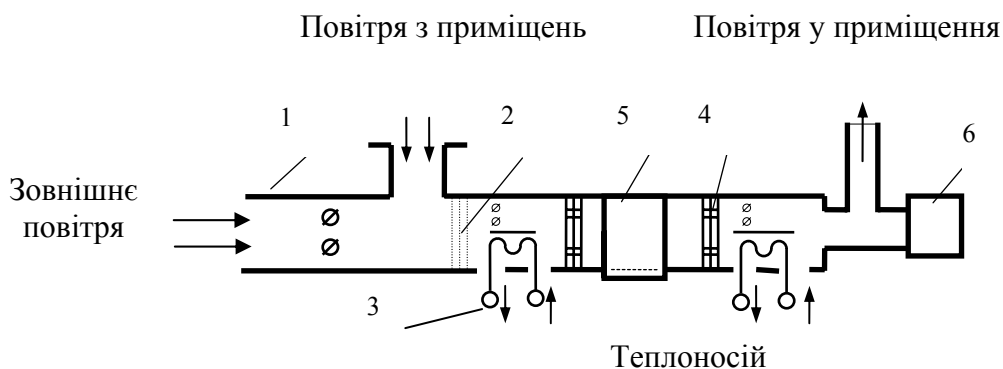 Повітря з приміщень
Повітря у приміщення
1
2
5
4
6
Зовнішнє
повітря
3
Теплоносій